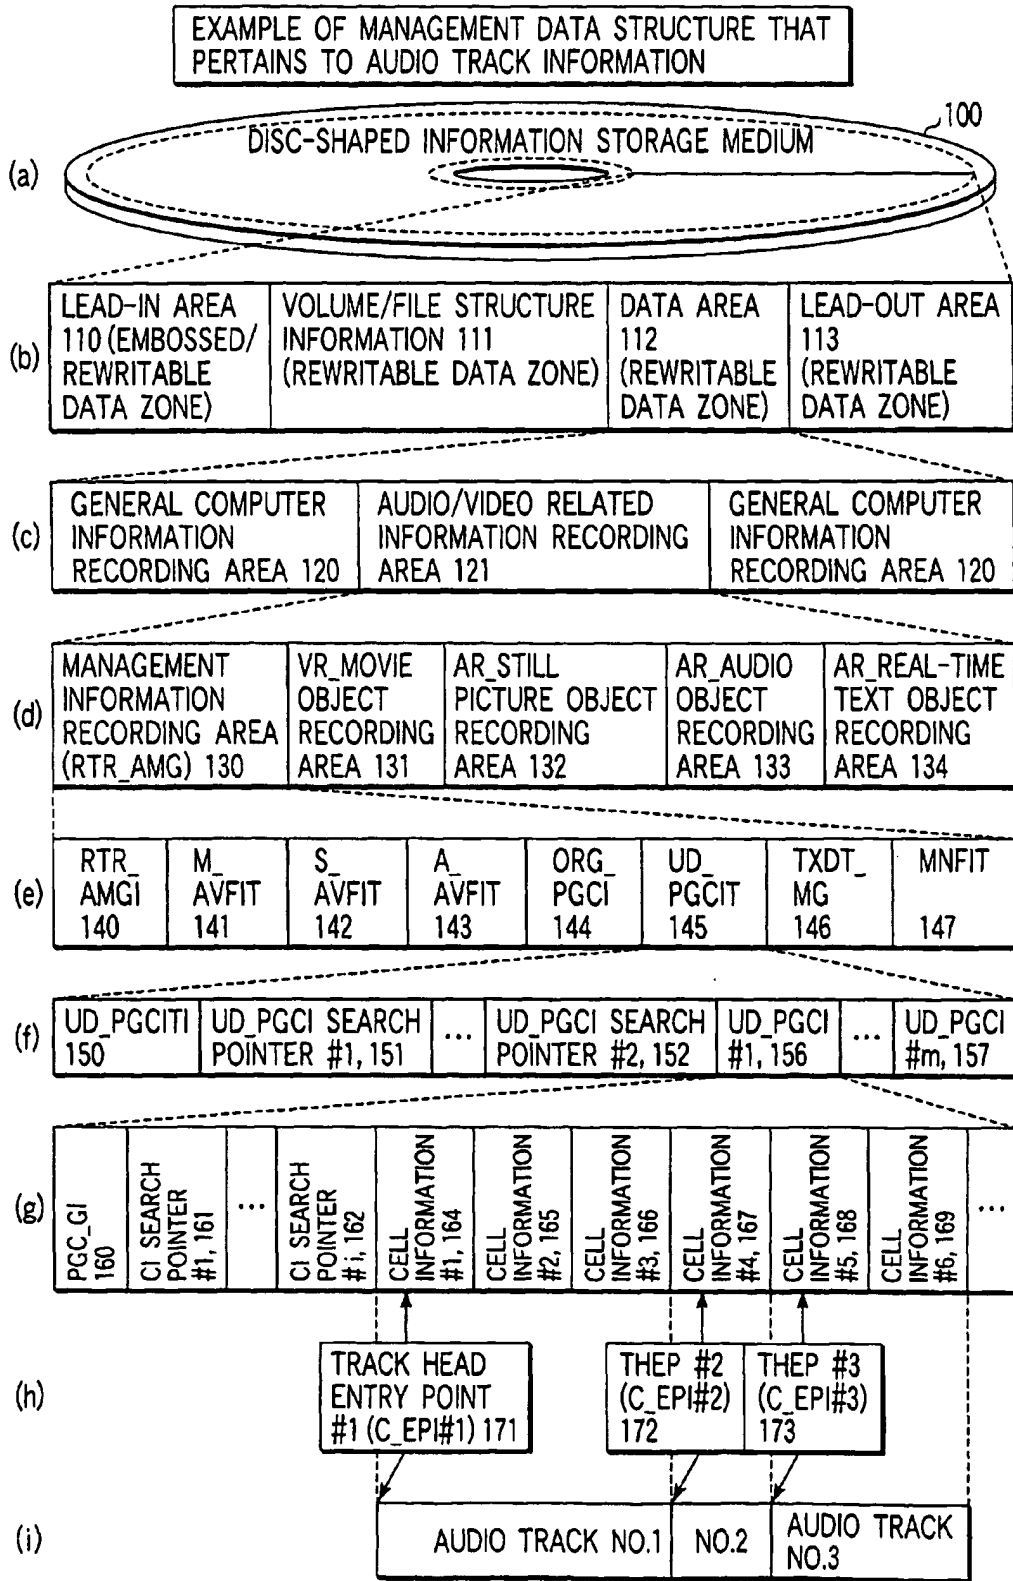 EXAMPLE OF MANAGEMENT DATA STRUCTURE THAT
PERTAINS TO AUDIO TRACK INFORMATION
100
(a)
DISC-SHAPED INFORMATION STORAGE MEDIUM
(b)
LEAD-IN AREA
110 (EMBOSSED/
REWRITABLE
DATA ZONE)
VOLUME/FILE STRUCTURE
INFORMATION 111
(REWRITABLE DATA ZONE)
DATA AREA
112
(REWRITABLE
DATA ZONE)
LEAD-OUT AREA
113
(REWRITABLE
DATA ZONE)
(c)
GENERAL COMPUTER
INFORMATION
RECORDING AREA 120
AUDIO/VIDEO RELATED
INFORMATION RECORDING
AREA 121
GENERAL COMPUTER
INFORMATION
RECORDING AREA 120
(d)
MANAGEMENT
INFORMATION
RECORDING AREA
(RTR_AMG) 130
VR_MOVIE
OBJECT
RECORDING
AREA 131
AR_STILL
PICTURE OBJECT
RECORDING
AREA 132
AR_AUDIO
OBJECT
RECORDING
AREA 133
AR_REAL-TIME
TEXT OBJECT
RECORDING
AREA 134
(e)
RTR_
AMGI
140
M_
AVFIT
141
S_
AVFIT
142
A_
AVFIT
143
ORG_
PGCI
144
UD_
PGCIT
145
TXDT_
MG
146
MNFIT
147
(f)
UD_PGCITI
150
UD_PGCI SEARCH
POINTER #1, 151
...
UD_PGCI SEARCH
POINTER #2, 152
UD_PGCI
#1, 156
...
UD_PGCI
#m, 157
(g)
PGC_GI
160
CI SEARCH
POINTER
#1, 161
...
CI SEARCH
POINTER
#i, 162
CELL
INFORMATION
#1, 164
CELL
INFORMATION
#2, 165
CELL
INFORMATION
#3, 166
CELL
INFORMATION
#4, 167
CELL
INFORMATION
#5, 168
CELL
INFORMATION
#6, 169
...
(h)
TRACK HEAD
ENTRY POINT
#1 (C_EPI#1) 171
THEP #2
(C_EPI#2)
172
THEP #3
(C_EPI#3)
173
(i)
AUDIO TRACK NO.1
NO.2
AUDIO TRACK
NO.3